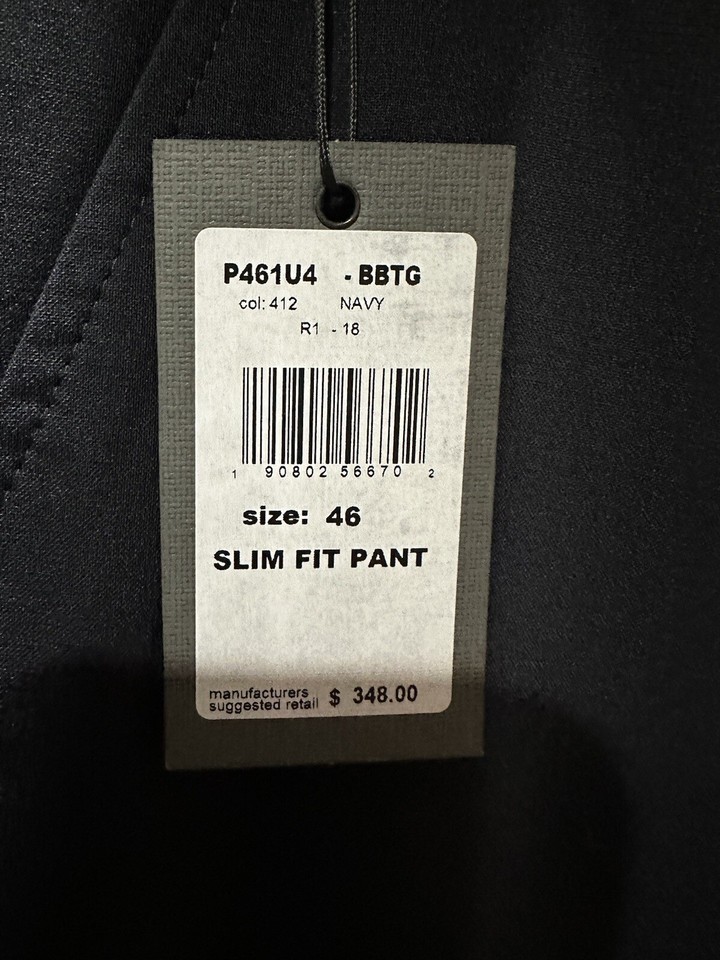 P461U4 - BBTG
col: 412 NAVY
R1 - 18
1 90802 56670 2
size: 46
SLIM FIT PANT
manufacturers
suggested retail $ 348.00